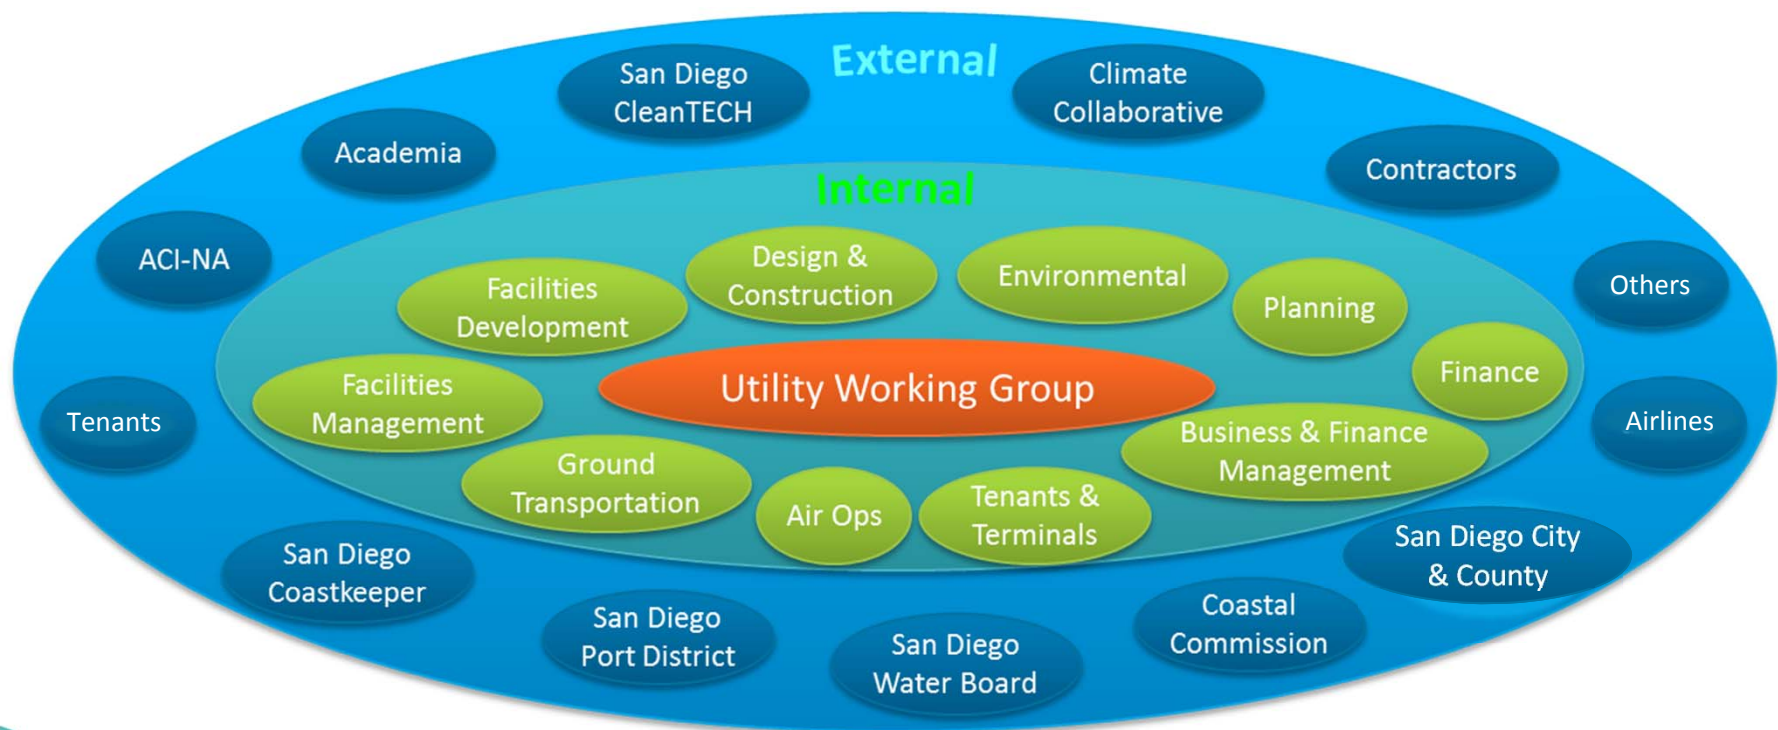 External
San Diego
CleanTECH
Climate
Collaborative
Academia
Contractors
Internal
ACI-NA
Design &
Construction
Environmental
Others
Facilities
Development
Planning
Finance
Utility Working Group
Facilities
Management
Tenants
Airlines
Business & Finance
Management
Ground
Transportation
Air Ops
Tenants &
Terminals
San Diego City
& County
San Diego
Coastkeeper
San Diego
Port District
San Diego
Water Board
Coastal
Commission